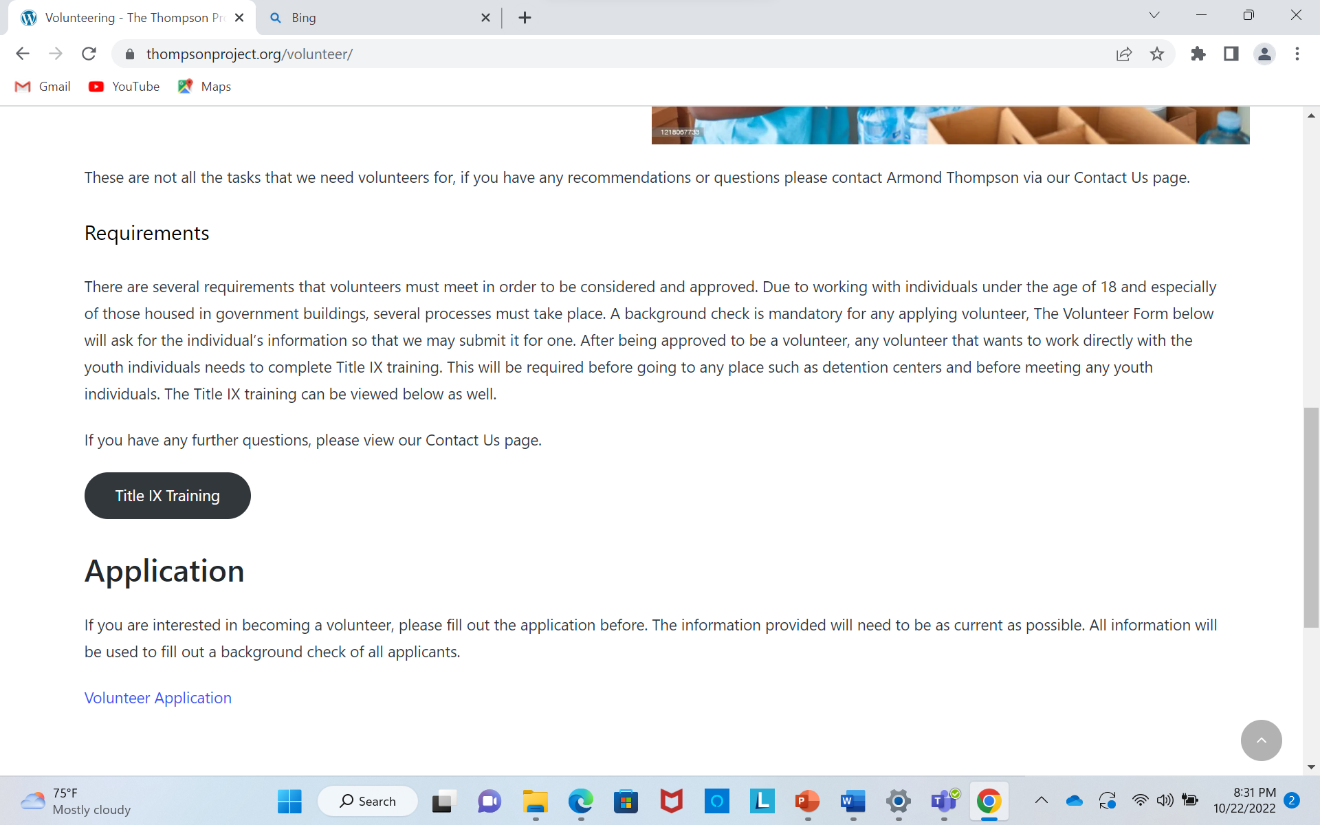 Volunteering - The Thompson Pr
Bing
thompsonproject.org/volunteer/
Gmail
YouTube
Maps
1218067733
These are not all the tasks that we need volunteers for, if you have any recommendations or questions please contact Armond Thompson via our Contact Us page.
Requirements
There are several requirements that volunteers must meet in order to be considered and approved. Due to working with individuals under the age of 18 and especially
of those housed in government buildings, several processes must take place. A background check is mandatory for any applying volunteer, The Volunteer Form below
will ask for the individual’s information so that we may submit it for one. After being approved to be a volunteer, any volunteer that wants to work directly with the
youth individuals needs to complete Title IX training. This will be required before going to any place such as detention centers and before meeting any youth
individuals. The Title IX training can be viewed below as well.
If you have any further questions, please view our Contact Us page.
Title IX Training
Application
If you are interested in becoming a volunteer, please fill out the application before. The information provided will need to be as current as possible. All information will
be used to fill out a background check of all applicants.
Volunteer Application
75°F
Mostly cloudy
Search
8:31 PM
10/22/2022
2